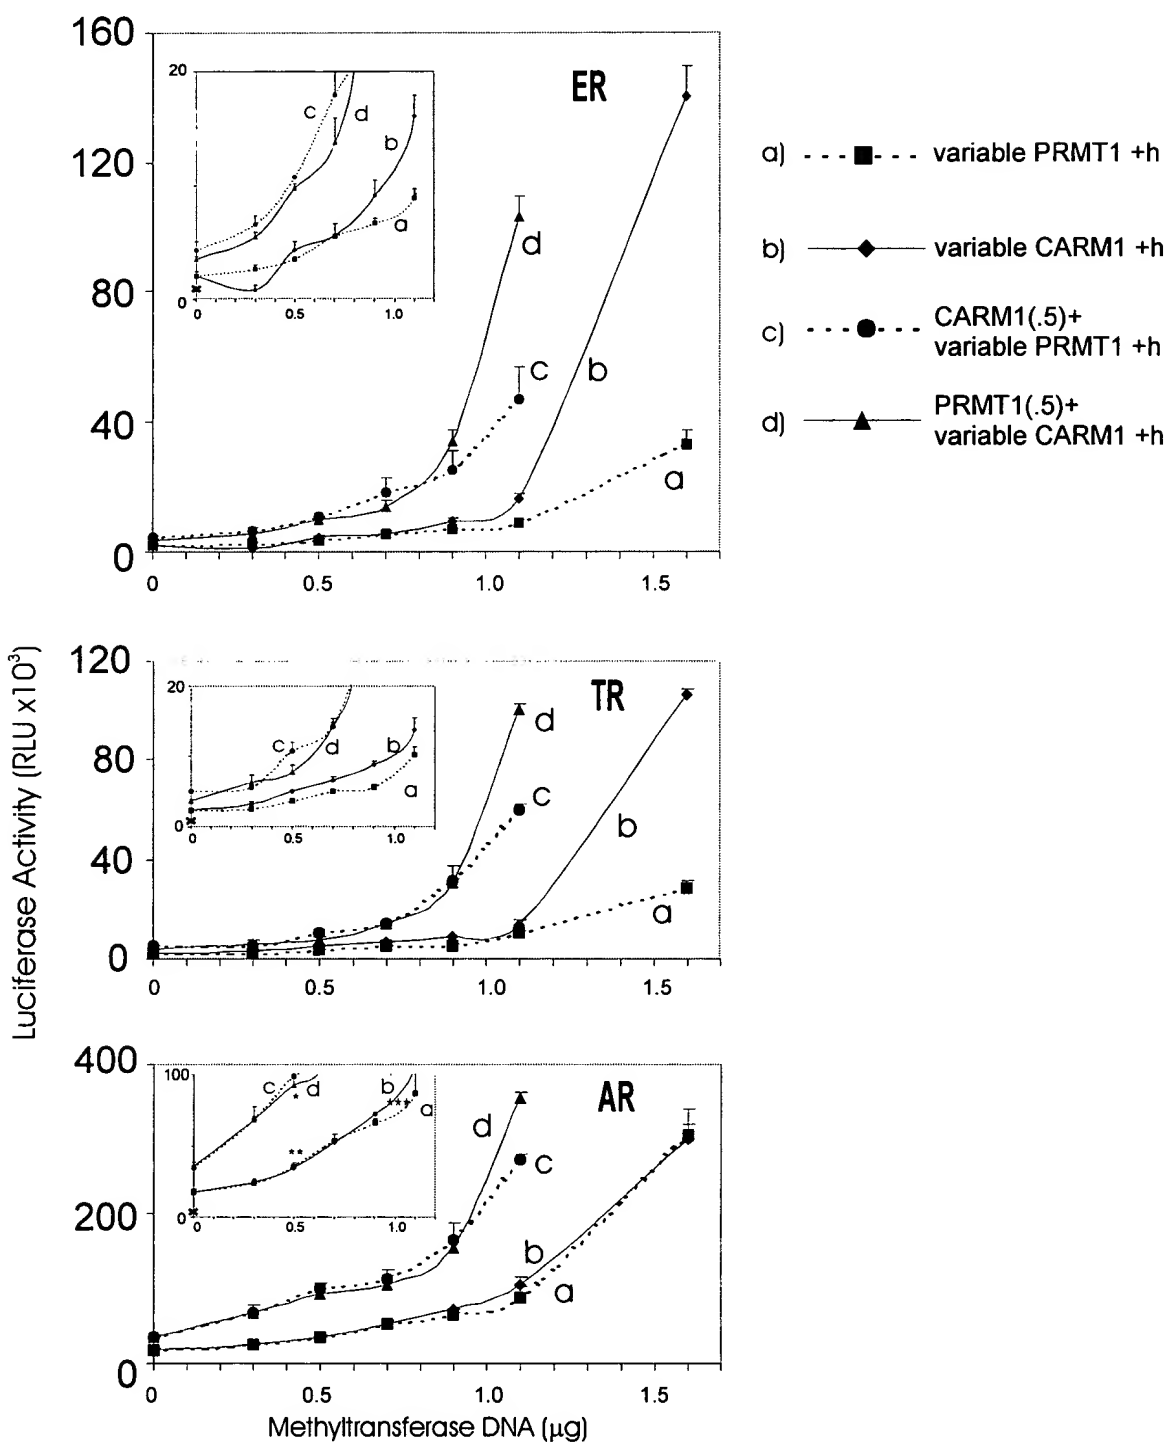 160
120
80
40
0
0
0.5
1.0
1.5
ER
20
0
0
0.5
1.0
c
d
b
a
d
c
b
a
a) variable PRMT1 +h
b) variable CARM1 +h
c) CARM1(.5)+
variable PRMT1 +h
d) PRMT1(.5)+
variable CARM1 +h
Luciferase Activity (RLU x10³)
120
80
40
0
0
0.5
1.0
1.5
TR
20
0
0
0.5
1.0
c
d
b
a
d
c
b
a
400
200
0
0
0.5
1.0
1.5
AR
100
0
0
0.5
1.0
c
d
*
b
***
a
**
d
c
b
a
Methyltransferase DNA (μg)